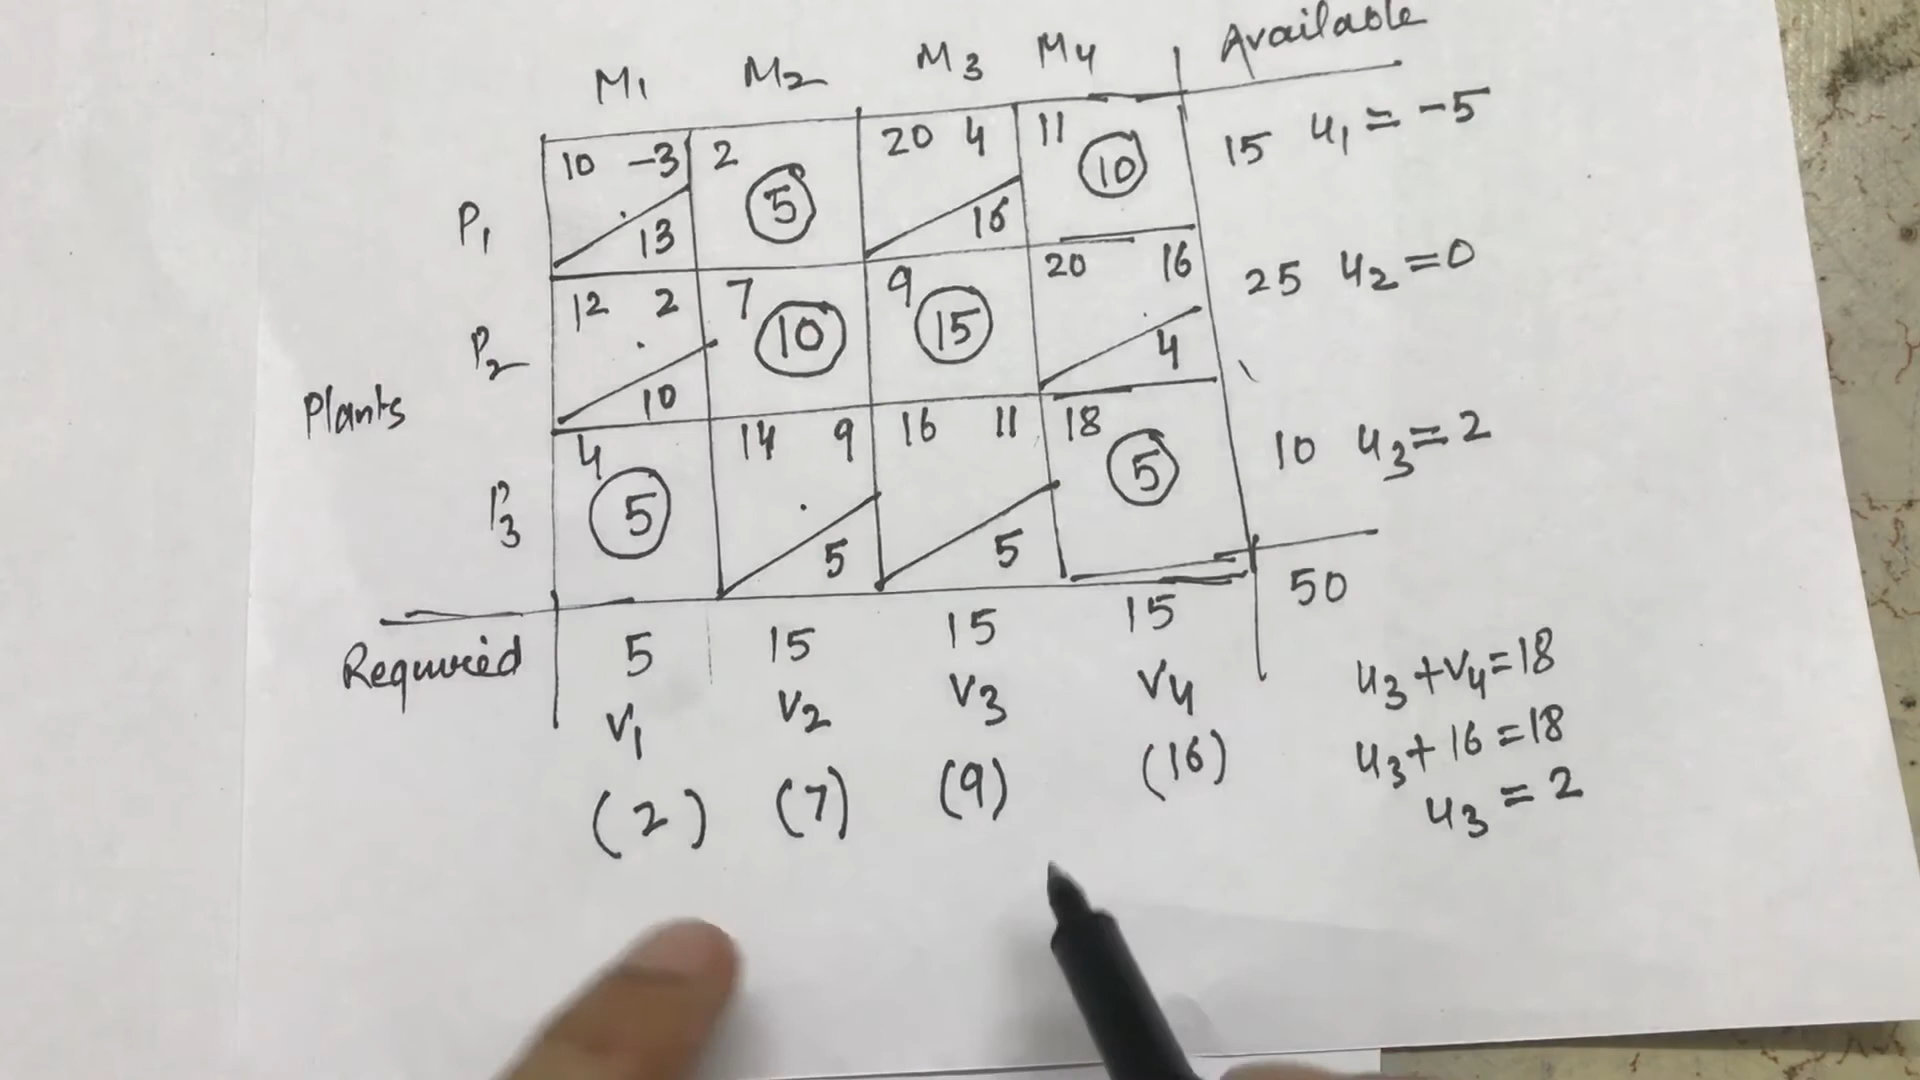 M1 M2 M3 M4 Available
10 -3 2 5 20 4 11 10 15 u1 = -5
P1 13 16
12 2 7 10 9 15 20 16 25 u2 = 0
P2 10 4
Plants
4 5 14 9 16 11 18 5 10 u3 = 2
P3 5 5
50
Required 5 15 15 15
V1 V2 V3 V4
(2) (7) (9) (16)
u3 + V4 = 18
u3 + 16 = 18
u3 = 2